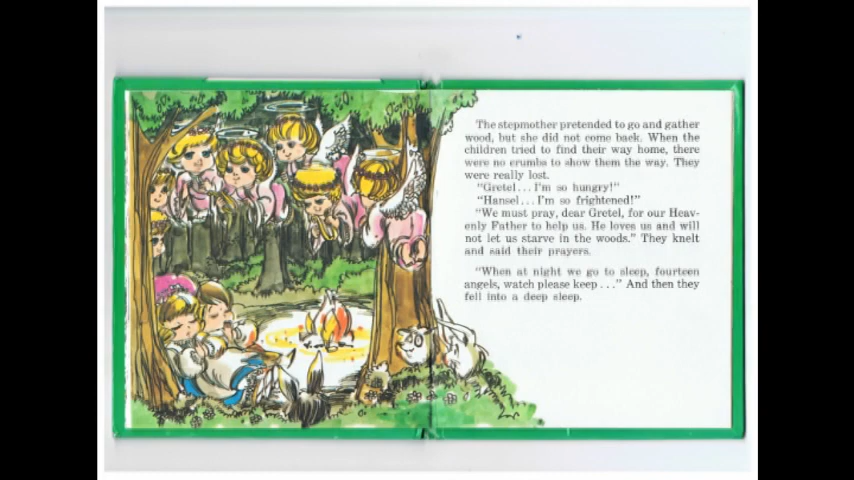 The stepmother pretended to go and gather
wood, but she did not come back. When the
children tried to find their way home, there
were no crumbs to show them the way. They
were really lost.
"Gretel... I'm so hungry!"
"Hansel... I'm so frightened!"
"We must pray, dear Gretel, for our Heav-
enly Father to help us. He loves us and will
not let us starve in the woods." They knelt
and said their prayers.
"When at night we go to sleep, fourteen
angels, watch please keep..." And then they
fell into a deep sleep.